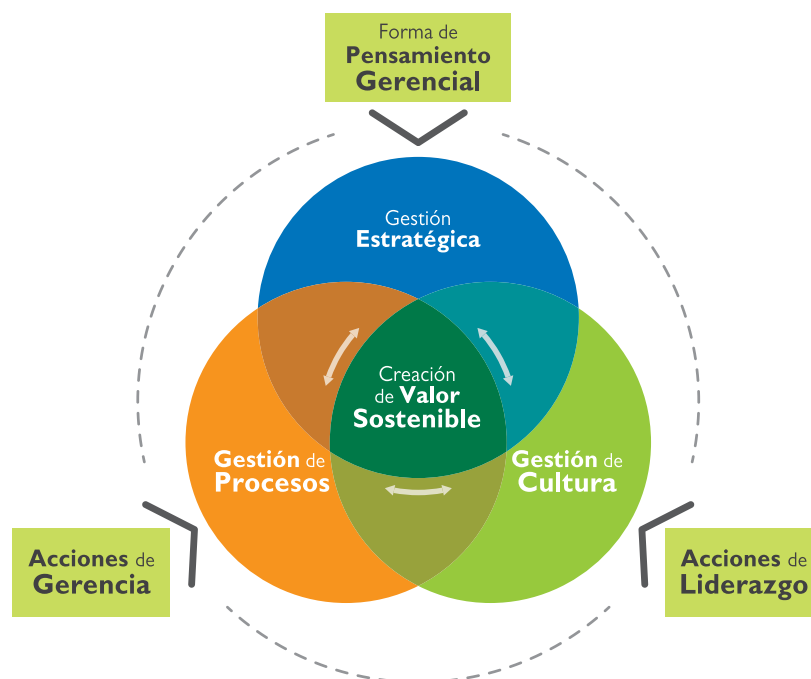 Forma de
Pensamiento
Gerencial
Gestión
Estratégica
Creación
de Valor
Sostenible
Gestión de
Procesos
Gestión de
Cultura
Acciones de
Gerencia
Acciones de
Liderazgo